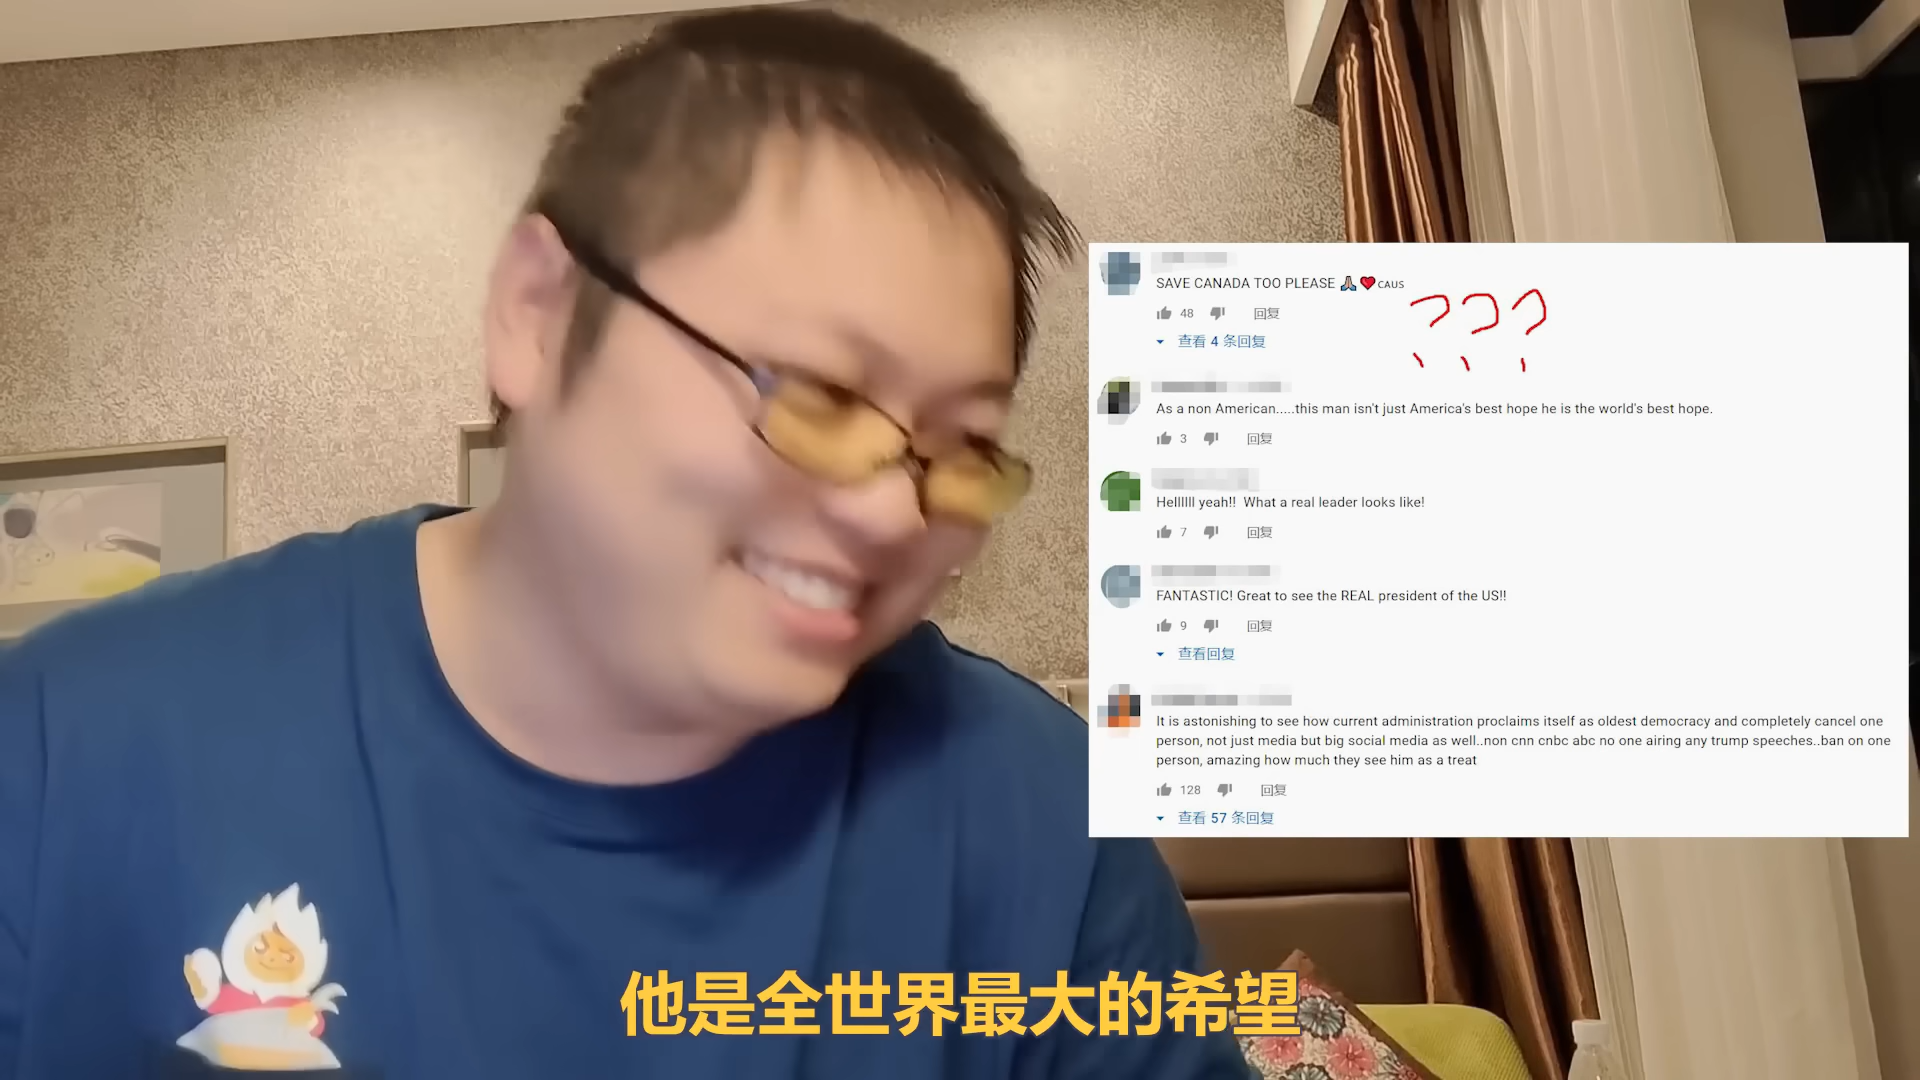 SAVE CANADA TOO PLEASE 🙏❤️CAUS
???
48 回复
查看 4 条回复
As a non American.....this man isn't just America's best hope he is the world's best hope.
3 回复
Hellllll yeah!! What a real leader looks like!
7 回复
FANTASTIC! Great to see the REAL president of the US!!
9 回复
查看回复
It is astonishing to see how current administration proclaims itself as oldest democracy and completely cancel one
person, not just media but big social media as well..non cnn cnbc abc no one airing any trump speeches..ban on one
person, amazing how much they see him as a treat
128 回复
查看 57 条回复
他是全世界最大的希望